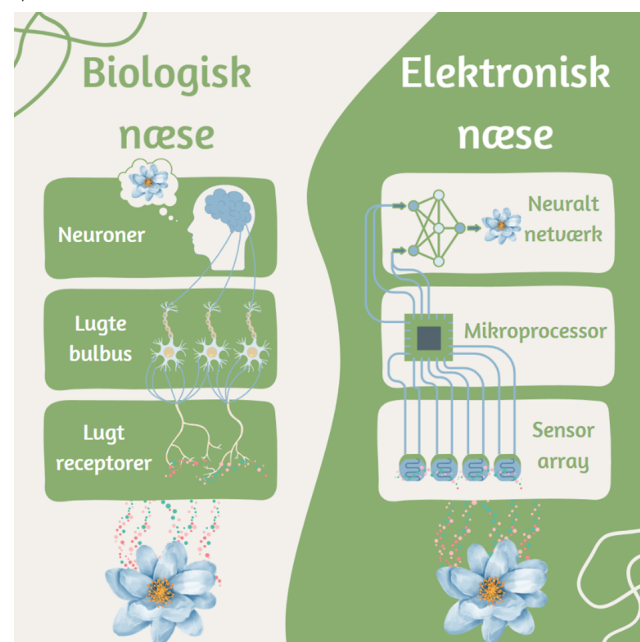 Biologisk
næse
Neuroner
Lugte
bulbus
Lugt
receptorer
Elektronisk
næse
Neuralt
netværk
Mikroprocessor
Sensor
array